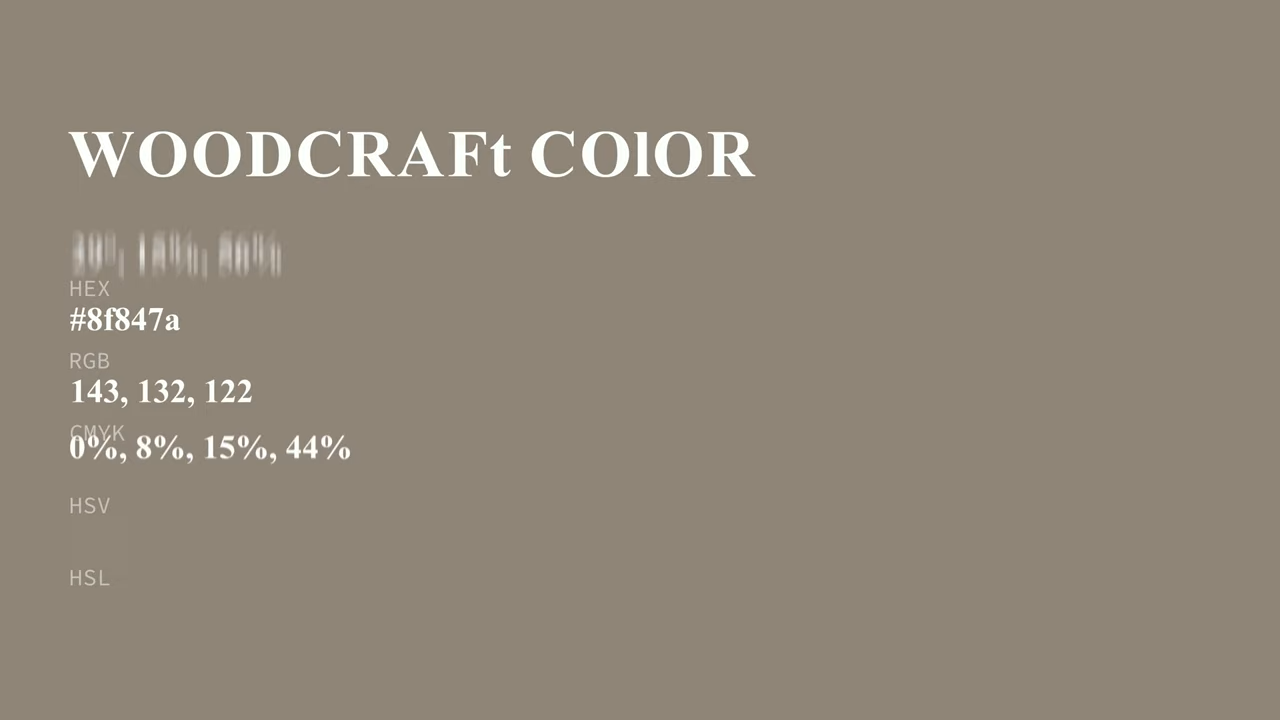 WOODCRAFt COlOR
HEX
#8f847a
RGB
143, 132, 122
CMYK
0%, 8%, 15%, 44%
HSV
HSL